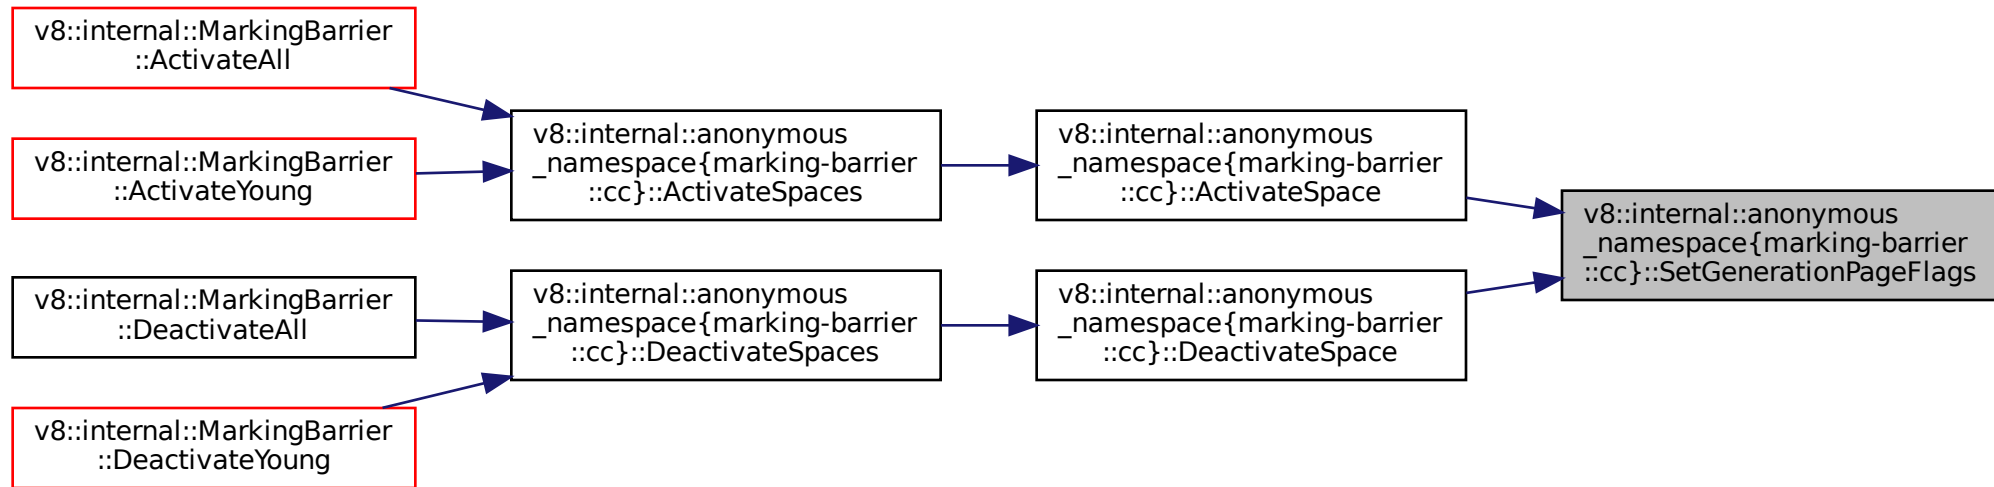 v8::internal::MarkingBarrier
::ActivateAll
v8::internal::MarkingBarrier
::ActivateYoung
v8::internal::MarkingBarrier
::DeactivateAll
v8::internal::MarkingBarrier
::DeactivateYoung
v8::internal::anonymous
_namespace{marking-barrier
::cc}::ActivateSpaces
v8::internal::anonymous
_namespace{marking-barrier
::cc}::DeactivateSpaces
v8::internal::anonymous
_namespace{marking-barrier
::cc}::ActivateSpace
v8::internal::anonymous
_namespace{marking-barrier
::cc}::DeactivateSpace
v8::internal::anonymous
_namespace{marking-barrier
::cc}::SetGenerationPageFlags